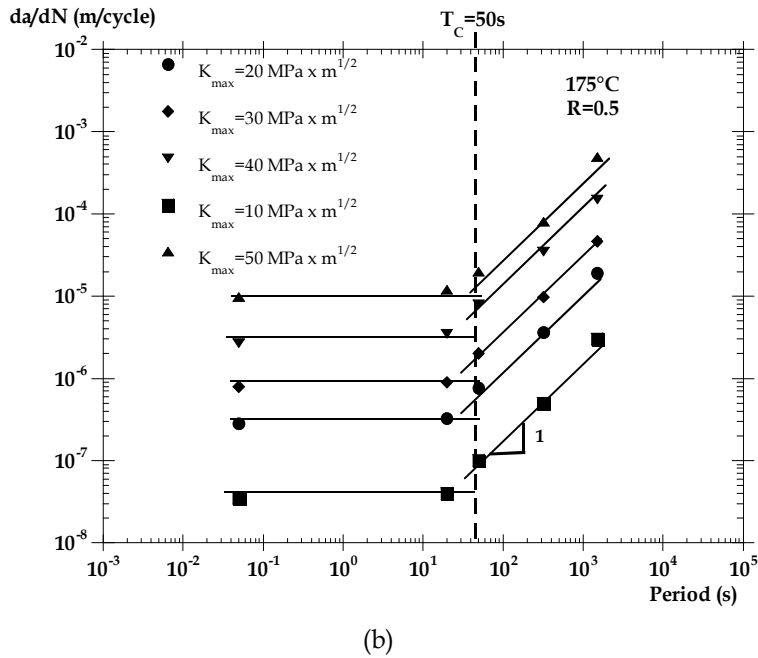 da/dN (m/cycle)
T_C=50s
10^-2
K_max=20 MPa x m^1/2
175°C
R=0.5
10^-3
K_max=30 MPa x m^1/2
K_max=40 MPa x m^1/2
10^-4
K_max=10 MPa x m^1/2
K_max=50 MPa x m^1/2
10^-5
10^-6
1
10^-7
10^-8
10^-3 10^-2 10^-1 10^0 10^1 10^2 10^3 10^4 10^5
Period (s)
(b)